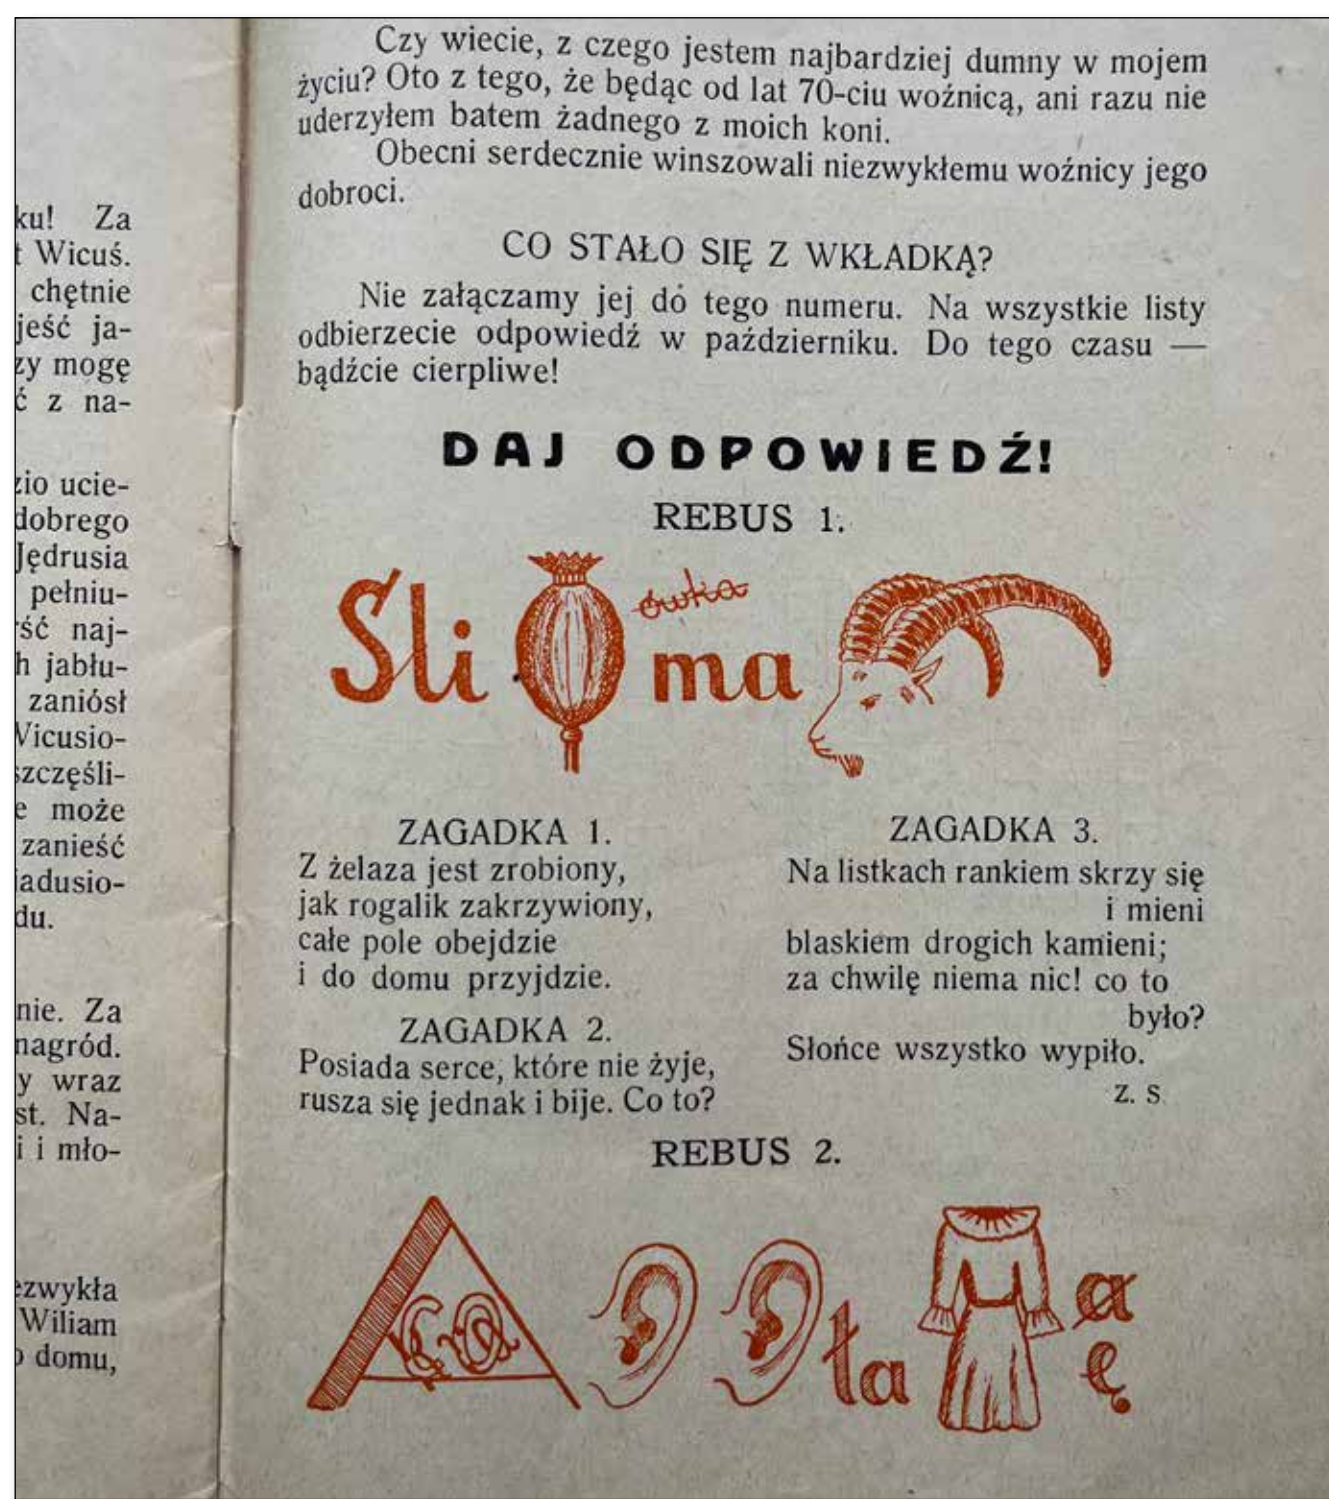 ku! Za
t Wicuś.
chętnie
jeść ja-
zy mogę
ć z na-
zio ucie-
dobrego
Jędrusia
pełniu-
ść naj-
h jabłu-
zaniósł
Vicusio-
szczęśli-
e może
zanieść
iadusio-
du.
nie. Za
nagród.
y wraz
st. Na-
i i mło-
ezwykła
Wiliam
o domu,
Czy wiecie, z czego jestem najbardziej dumny w mojem
życiu? Oto z tego, że będąc od lat 70-ciu woźnicą, ani razu nie
uderzyłem batem żadnego z moich koni.
Obecni serdecznie winszowali niezwykłemu woźnicy jego
dobroci.
CO STAŁO SIĘ Z WKŁADKĄ?
Nie załączamy jej do tego numeru. Na wszystkie listy
odbierzecie odpowiedź w październiku. Do tego czasu —
bądźcie cierpliwe!
DAJ ODPOWIEDŹ!
REBUS 1.
Śli ówka ma
ZAGADKA 1.
Z żelaza jest zrobiony,
jak rogalik zakrzywiony,
całe pole obejdzie
i do domu przyjdzie.
ZAGADKA 2.
Posiada serce, które nie żyje,
rusza się jednak i bije. Co to?
ZAGADKA 3.
Na listkach rankiem skrzy się
i mieni
blaskiem drogich kamieni;
za chwilę niema nic! co to
było?
Słońce wszystko wypiło.
Z. S.
REBUS 2.
A ła a
ę